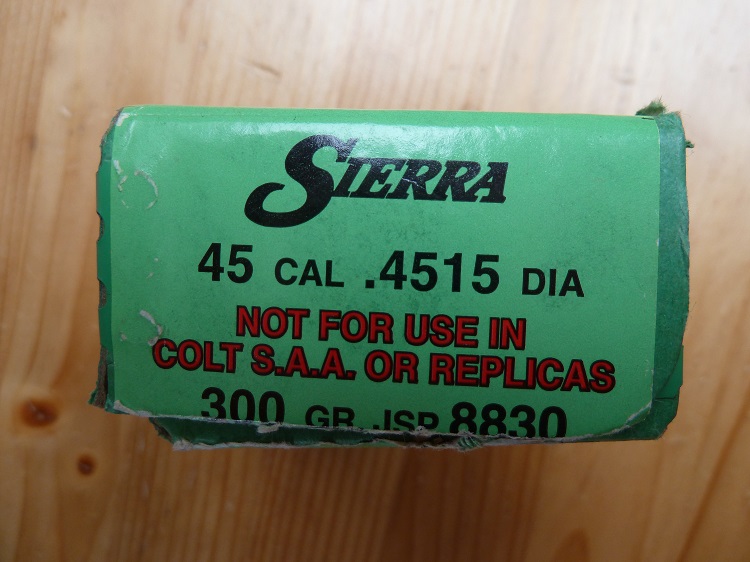 SIERRA
45 CAL .4515 DIA
NOT FOR USE IN
COLT S.A.A. OR REPLICAS
300 GR. JSP 8830